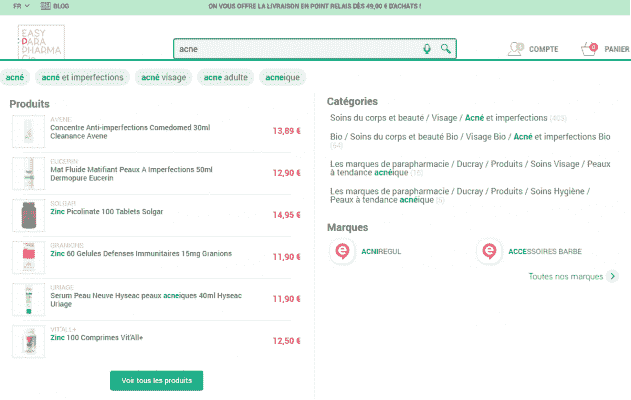 FR
BLOG
ON VOUS OFFRE LA LIVRAISON EN POINT RELAIS DÈS 49,00 € D'ACHATS !
EASY
PARA
PHARMA
Cie
acne
COMPTE
PANIER
acné
acné et imperfections
acné visage
acne adulte
acneique
Produits
AVENE
Concentre Anti-imperfections Comedomed 30ml
Cleanance Avene
13,89 €
EUCERIN
Mat Fluide Matifiant Peaux A Imperfections 50ml
Dermopure Eucerin
12,90 €
SOLGAR
Zinc Picolinate 100 Tablets Solgar
14,95 €
GRANIONS
Zinc 60 Gelules Defenses Immunitaires 15mg Granions
11,90 €
URIAGE
Serum Peau Neuve Hyseac peaux acneiques 40ml Hyseac
Uriage
11,90 €
VIT'ALL+
Zinc 100 Comprimes Vit'All+
12,50 €
Voir tous les produits
Catégories
Soins du corps et beauté / Visage / Acné et imperfections
Bio / Soins du corps et beauté Bio / Visage Bio / Acné et imperfections Bio
Les marques de parapharmacie / Ducray / Produits / Soins Visage / Peaux
à tendance acnéique
Les marques de parapharmacie / Ducray / Produits / Soins Hygiène /
Peaux à tendance acnéique
Marques
ACNIREGUL
ACCESSOIRES BARBE
Toutes nos marques